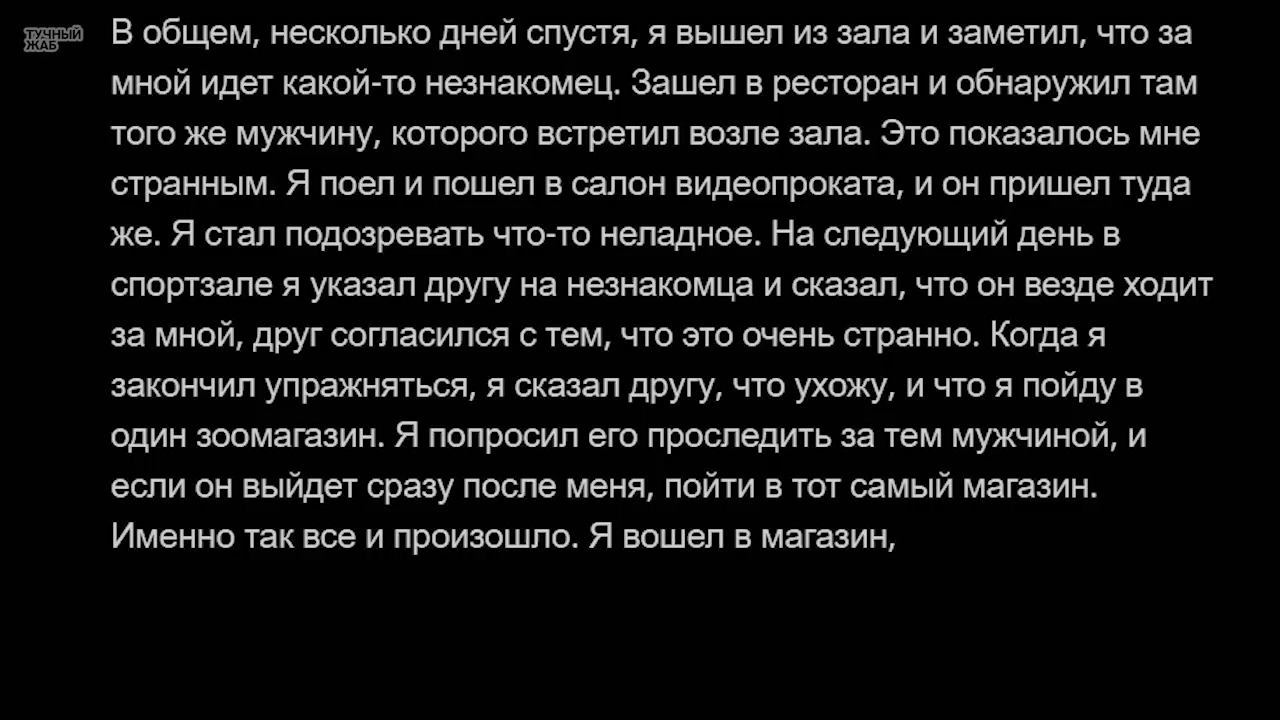 ТУЧНЫЙ
ЖАБ
В общем, несколько дней спустя, я вышел из зала и заметил, что за
мной идет какой-то незнакомец. Зашел в ресторан и обнаружил там
того же мужчину, которого встретил возле зала. Это показалось мне
странным. Я поел и пошел в салон видеопроката, и он пришел туда
же. Я стал подозревать что-то неладное. На следующий день в
спортзале я указал другу на незнакомца и сказал, что он везде ходит
за мной, друг согласился с тем, что это очень странно. Когда я
закончил упражняться, я сказал другу, что ухожу, и что я пойду в
один зоомагазин. Я попросил его проследить за тем мужчиной, и
если он выйдет сразу после меня, пойти в тот самый магазин.
Именно так все и произошло. Я вошел в магазин,